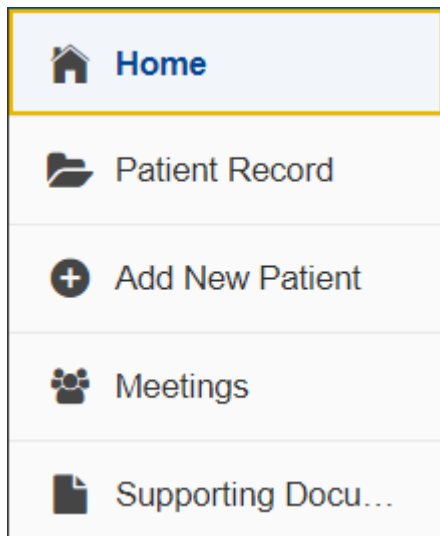 Home
Patient Record
Add New Patient
Meetings
Supporting Docu...